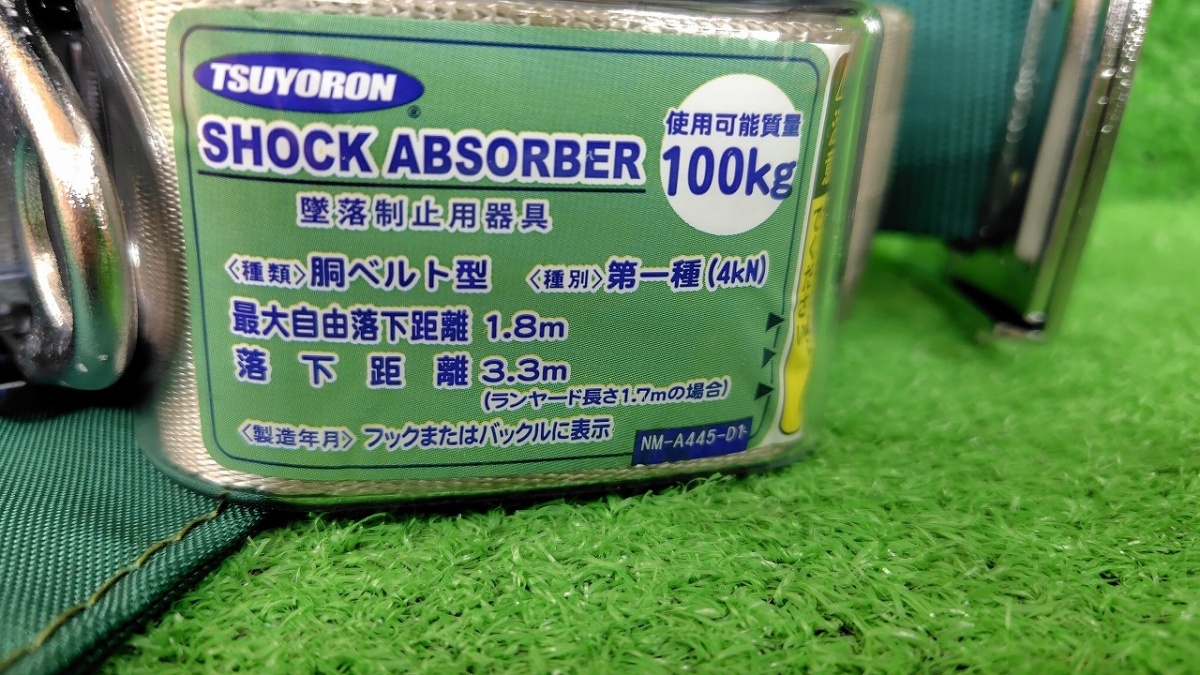 TSUYORON
®
SHOCK ABSORBER
使用可能質量
100kg
墜落制止用器具
〈種類〉胴ベルト型 〈種別〉第一種(4kN)
最大自由落下距離 1.8m
落下距離 3.3m
(ランヤード長さ1.7mの場合)
〈製造年月〉フックまたはバックルに表示
NM-A445-D1